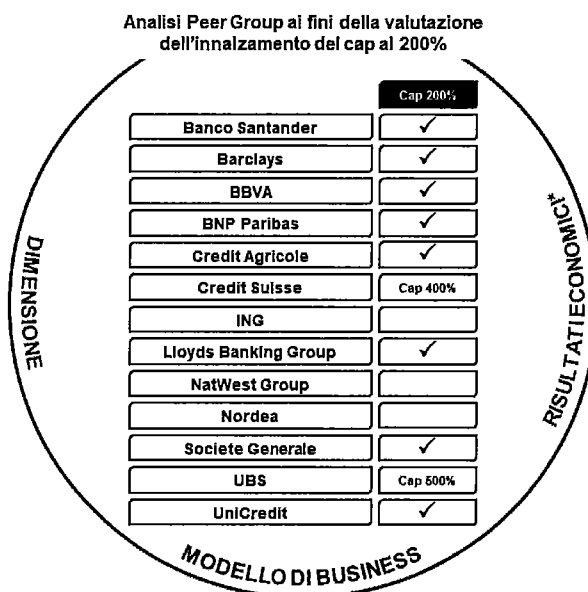 Analisi Peer Group ai fini della valutazione
dell'innalzamento del cap al 200%
Cap 200%
Banco Santander ✓
Barclays ✓
BBVA ✓
BNP Paribas ✓
Credit Agricole ✓
Credit Suisse Cap 400%
ING
Lloyds Banking Group ✓
NatWest Group
Nordea
Societe Generale ✓
UBS Cap 500%
UniCredit ✓
DIMENSIONE
RISULTATI ECONOMICI*
MODELLO DI BUSINESS